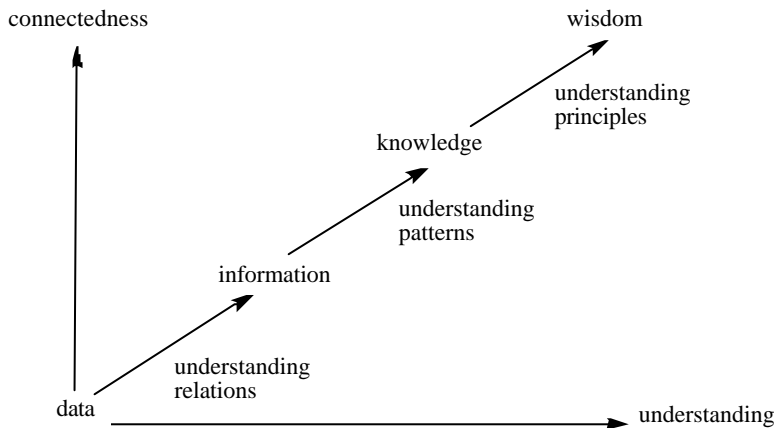 connectedness
wisdom
understanding
principles
knowledge
understanding
patterns
information
understanding
relations
data
understanding